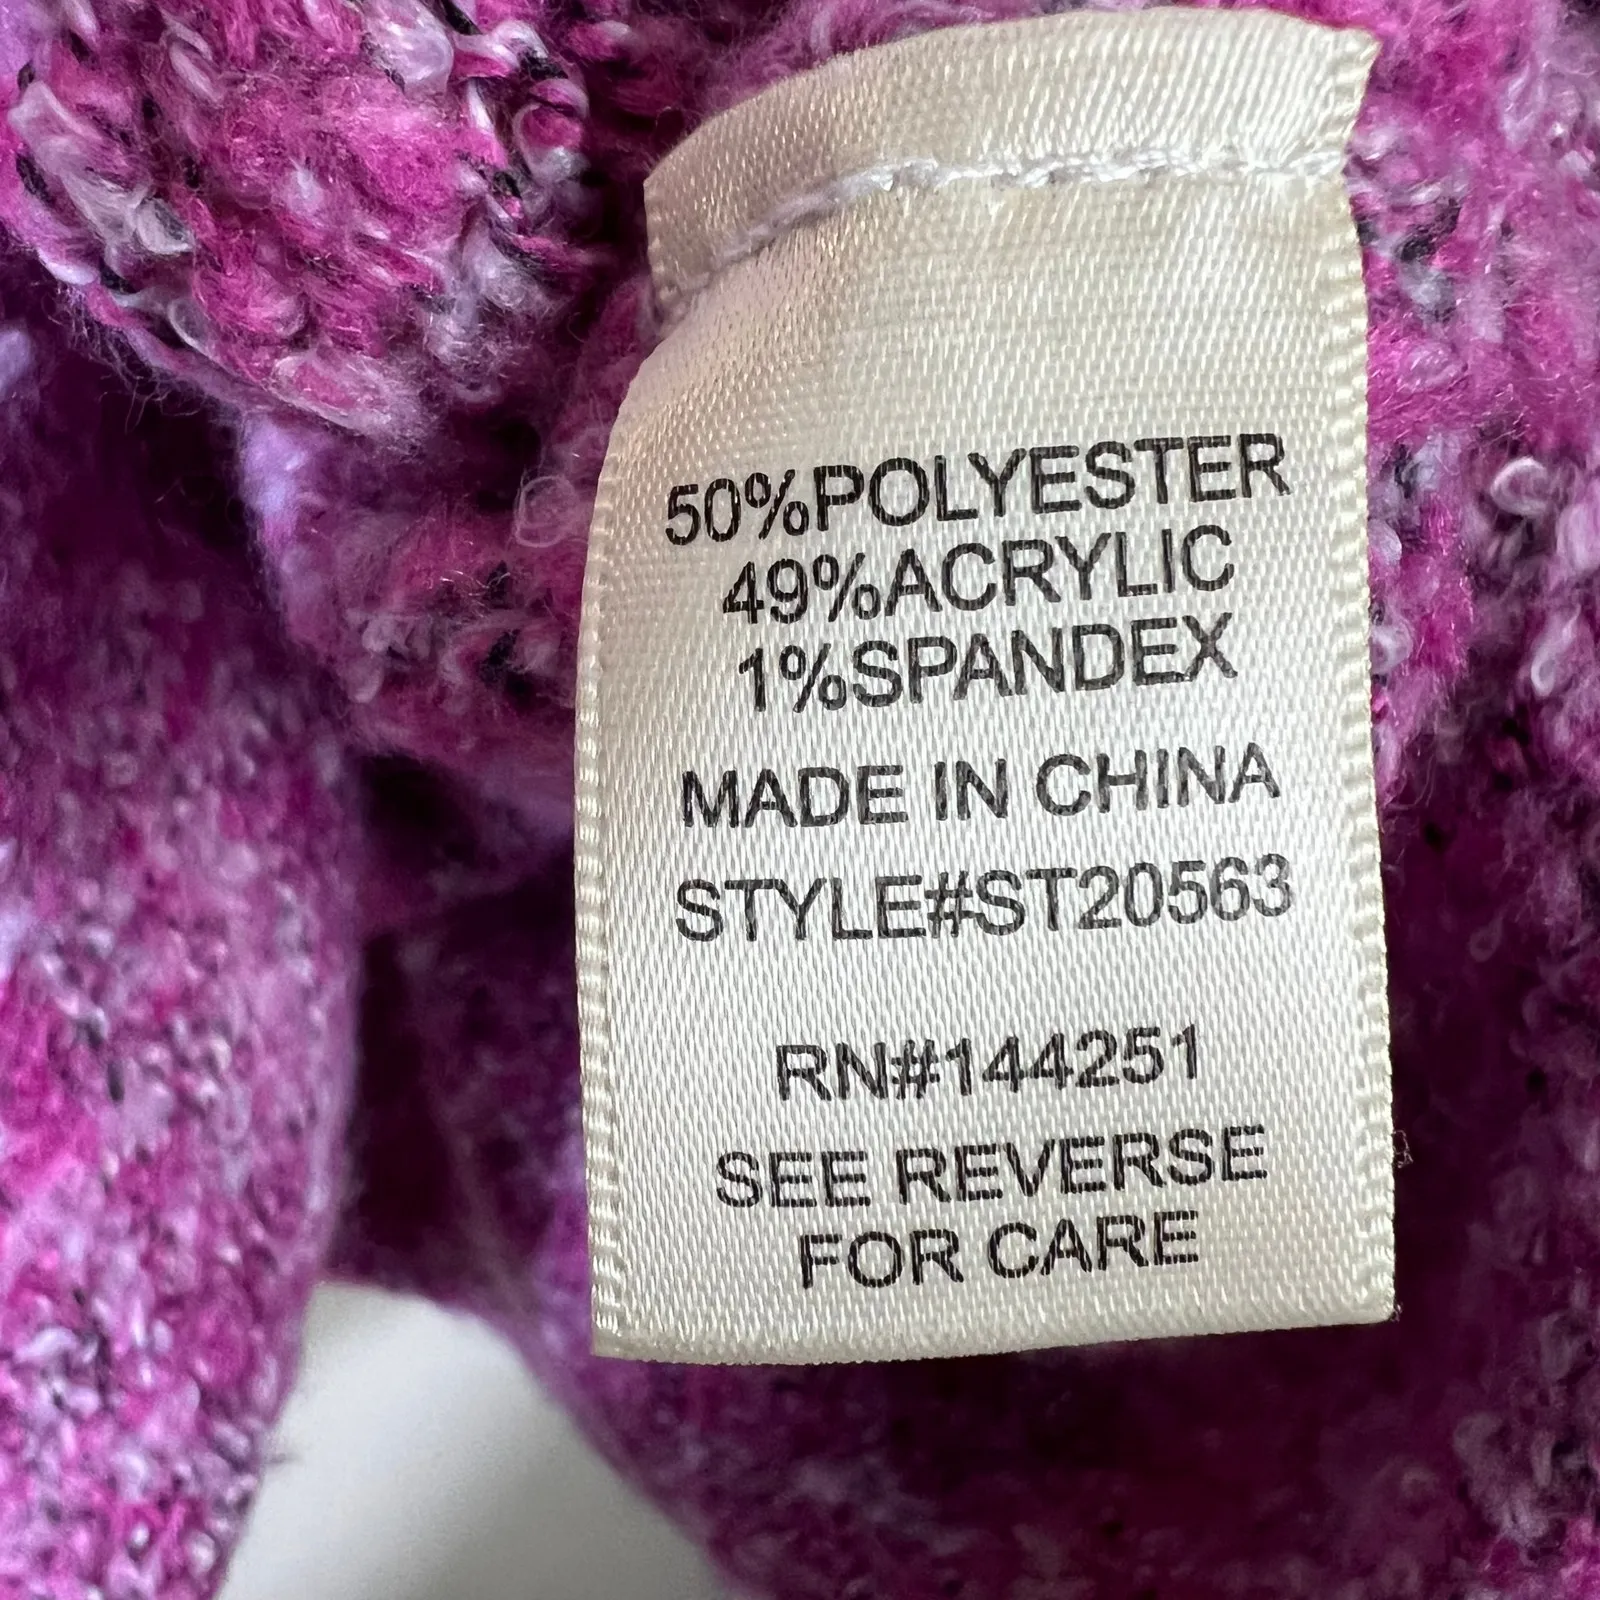 50%POLYESTER
49%ACRYLIC
1%SPANDEX
MADE IN CHINA
STYLE#ST20563
RN#144251
SEE REVERSE
FOR CARE